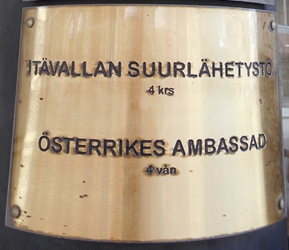 ITÄVALLAN SUURLÄHETYSTÖ
4 krs
ÖSTERRIKES AMBASSAD
4 vån